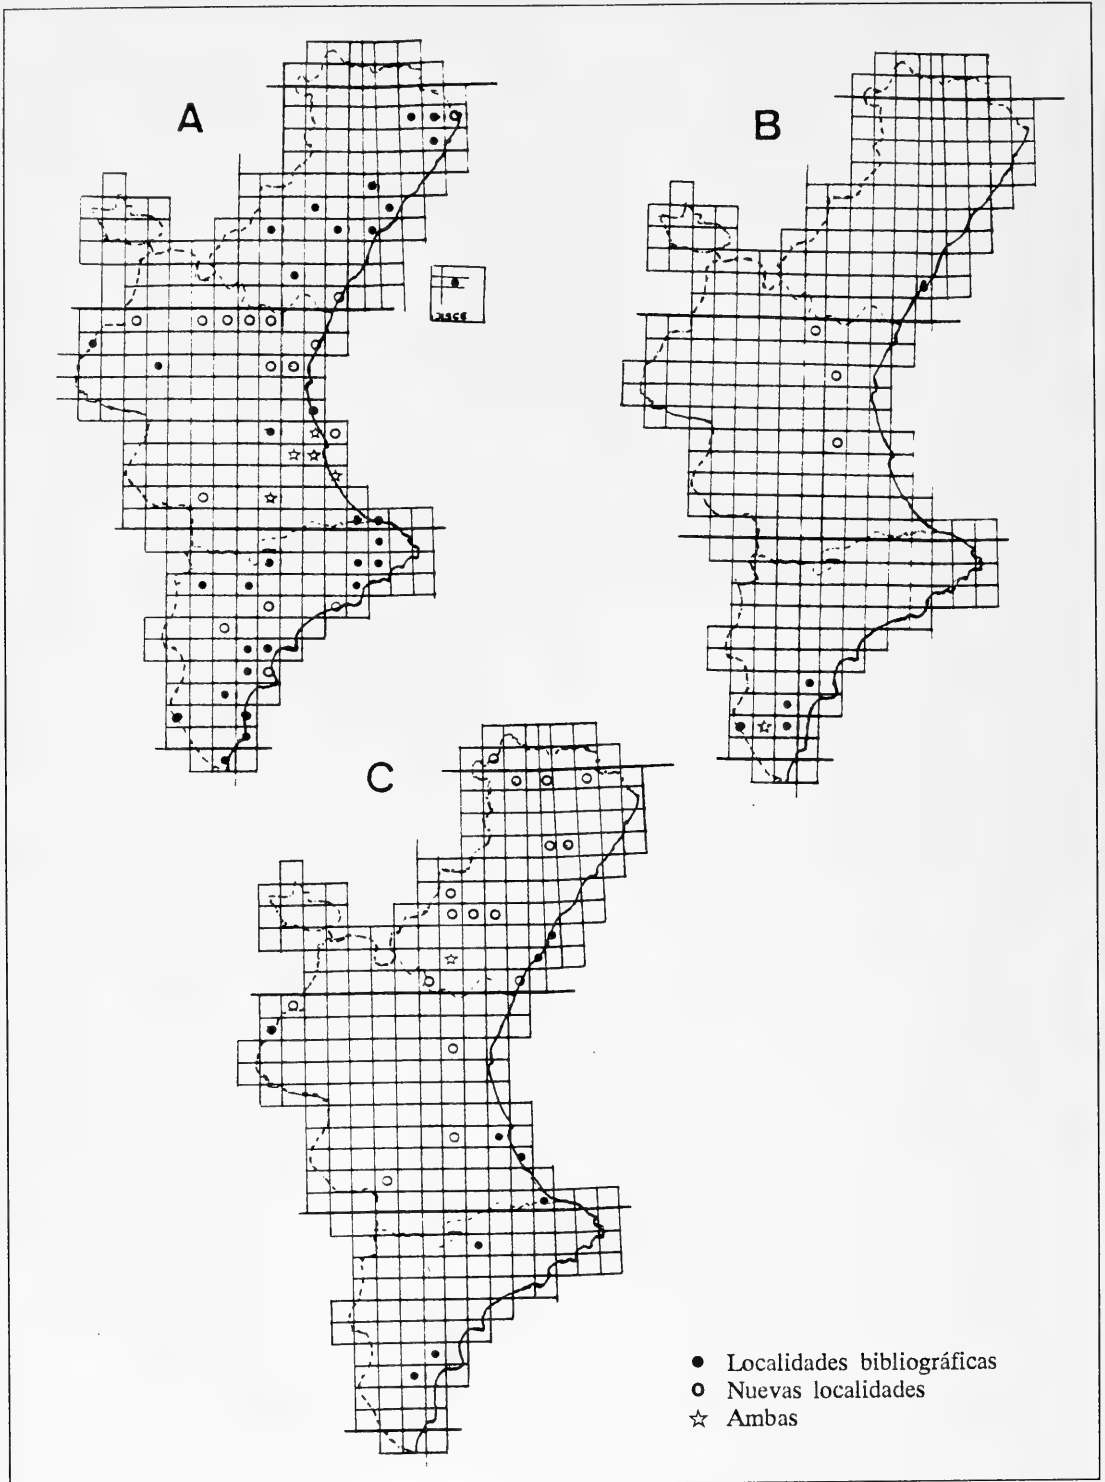 A
B
C
● Localidades bibliográficas
○ Nuevas localidades
☆ Ambas